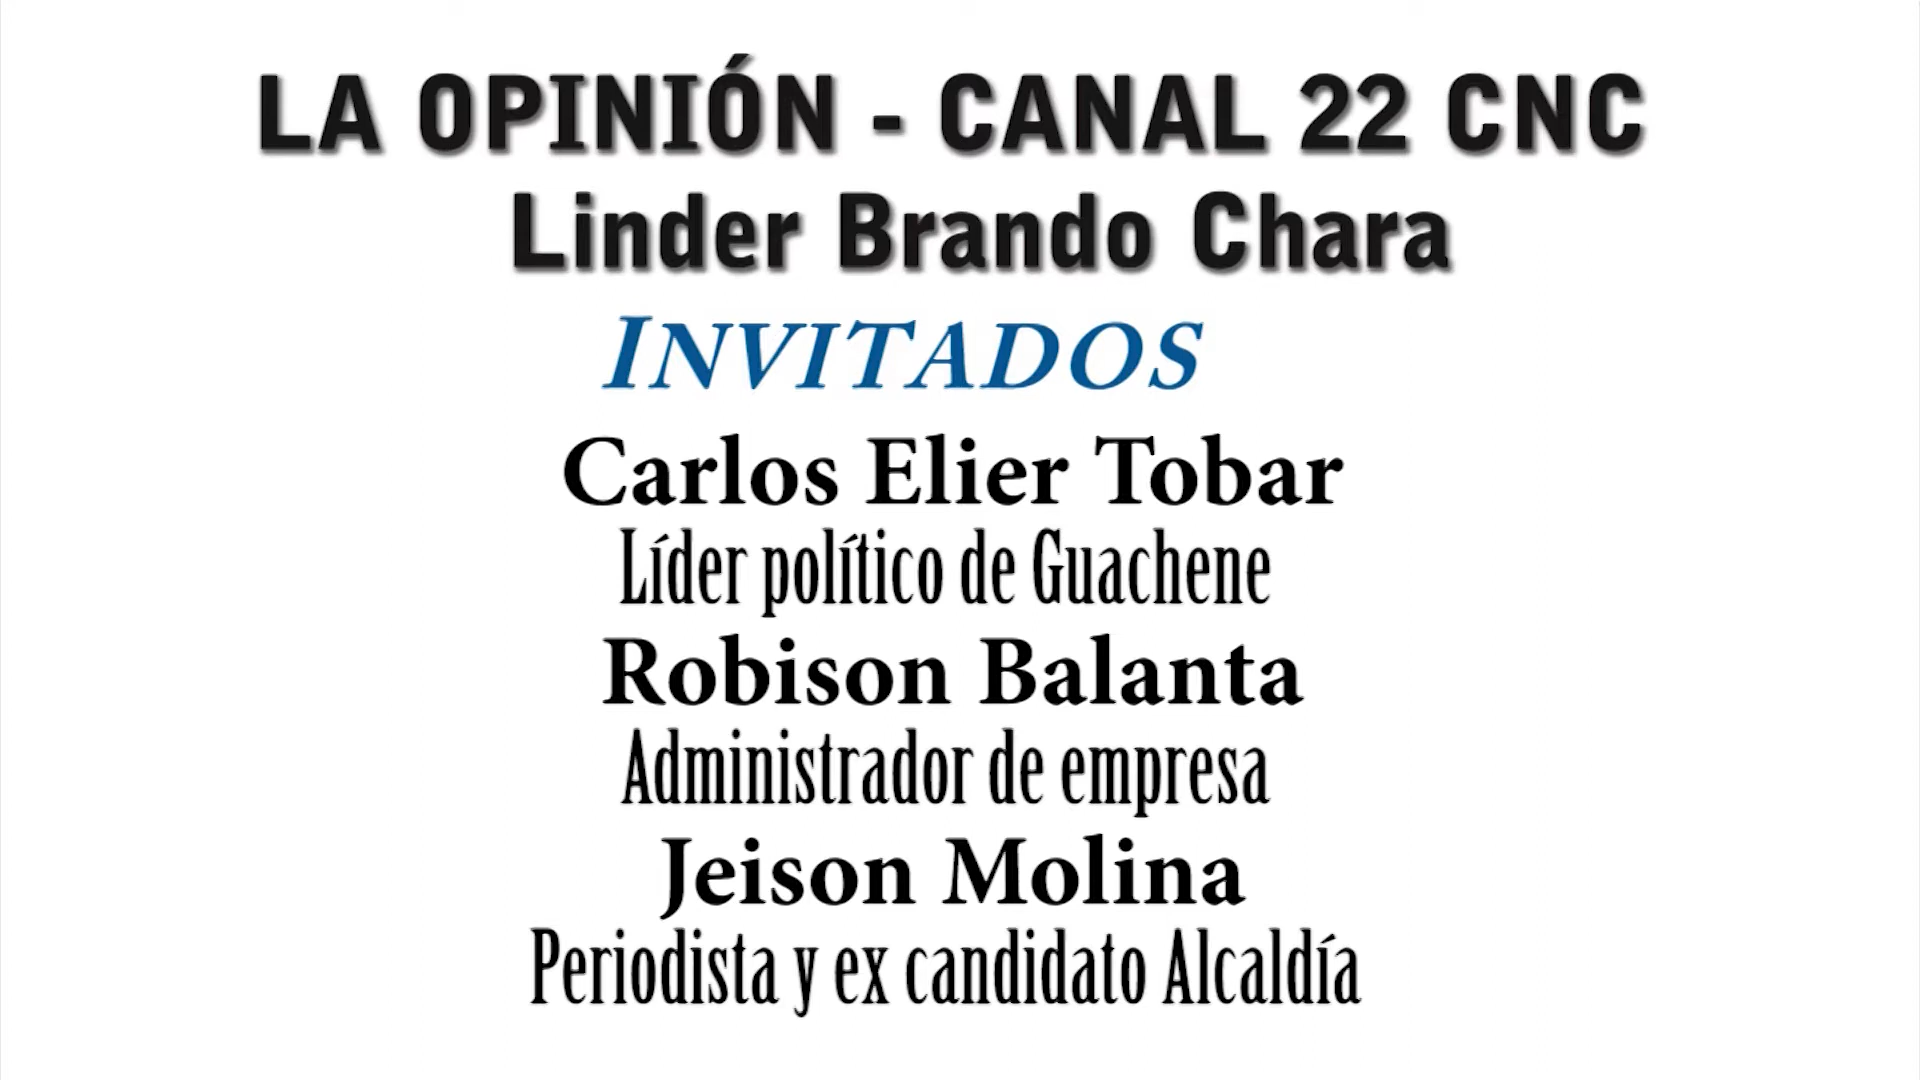 LA OPINIÓN - CANAL 22 CNC
Linder Brando Chara
INVITADOS
Carlos Elier Tobar
Líder político de Guachene
Robison Balanta
Administrador de empresa
Jeison Molina
Periodista y ex candidato Alcaldía